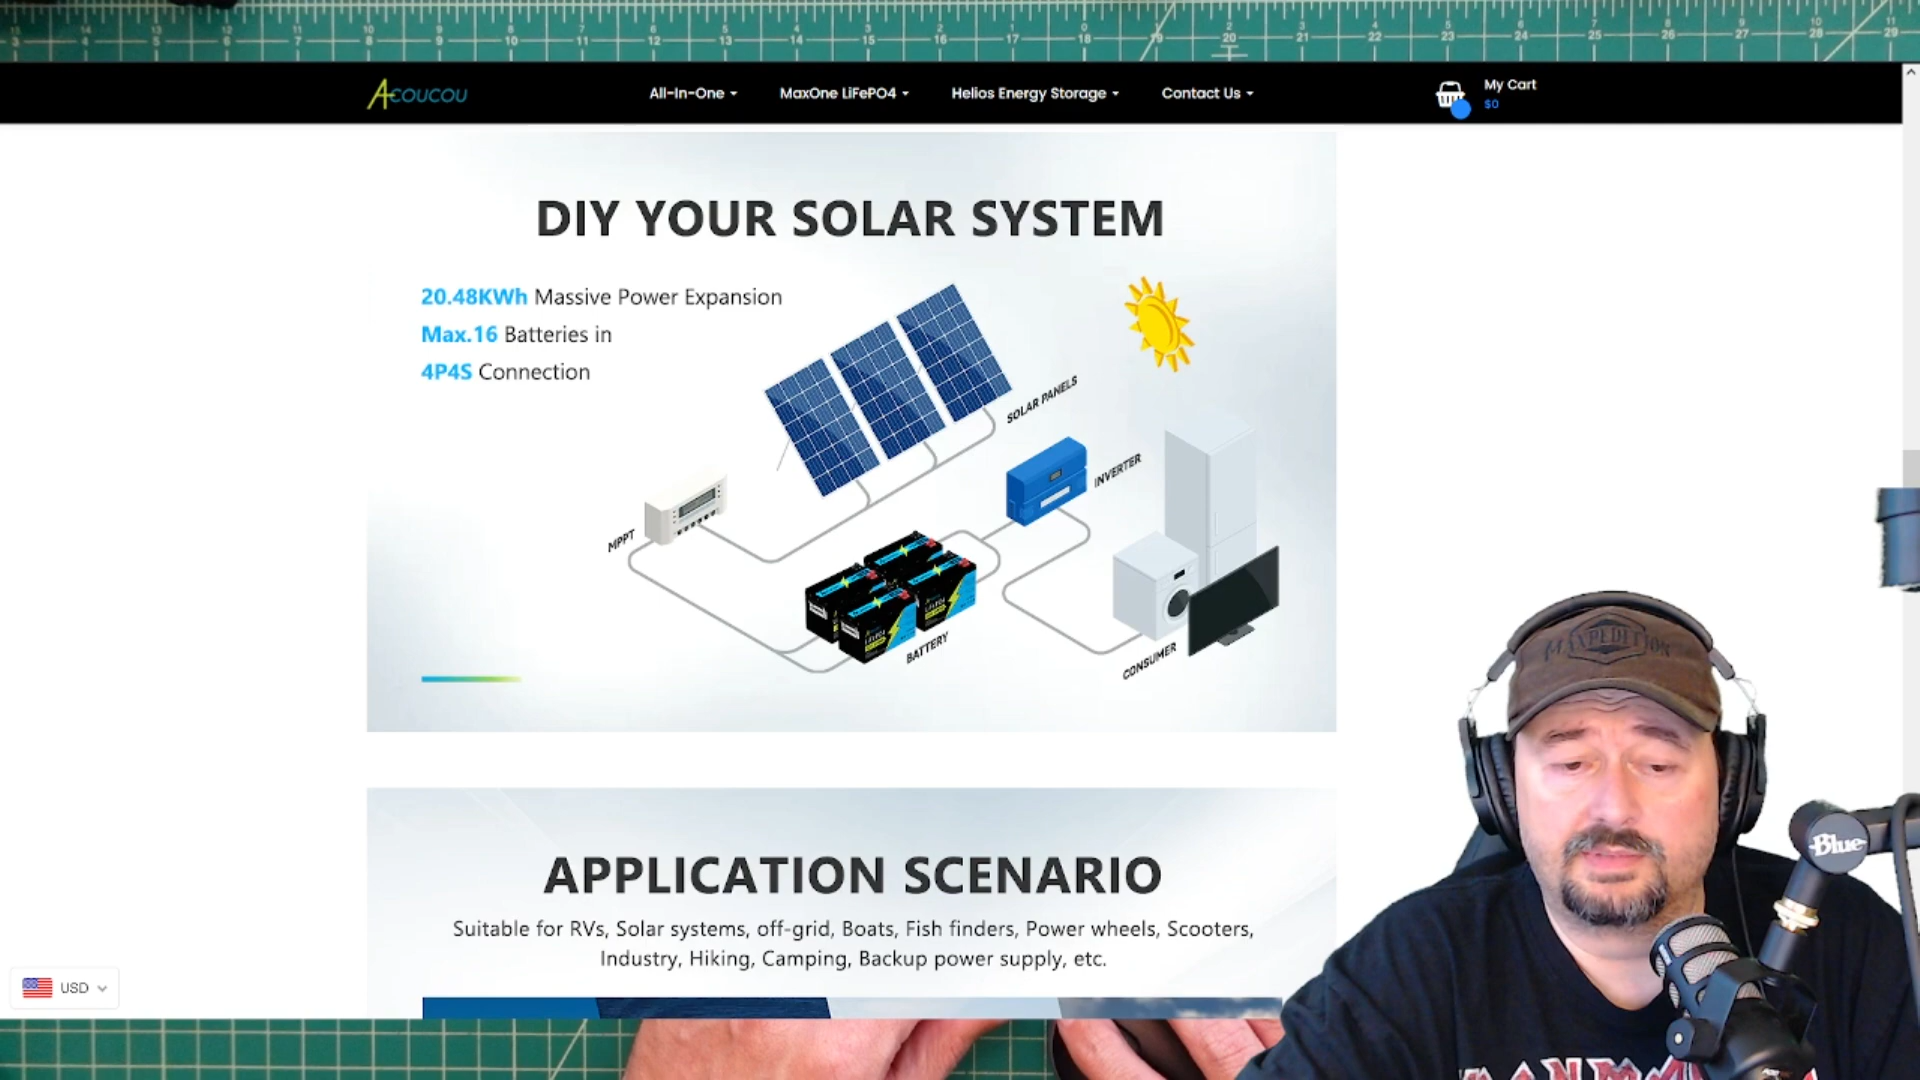 ACOUCOU
All-In-One
MaxOne LiFePO4
Helios Energy Storage
Contact Us
My Cart
$0
DIY YOUR SOLAR SYSTEM
20.48KWh Massive Power Expansion
Max.16 Batteries in
4P4S Connection
SOLAR PANELS
INVERTER
MPPT
BATTERY
CONSUMER
APPLICATION SCENARIO
Suitable for RVs, Solar systems, off-grid, Boats, Fish finders, Power wheels, Scooters,
Industry, Hiking, Camping, Backup power supply, etc.
USD
MAXPEDITION
Blue